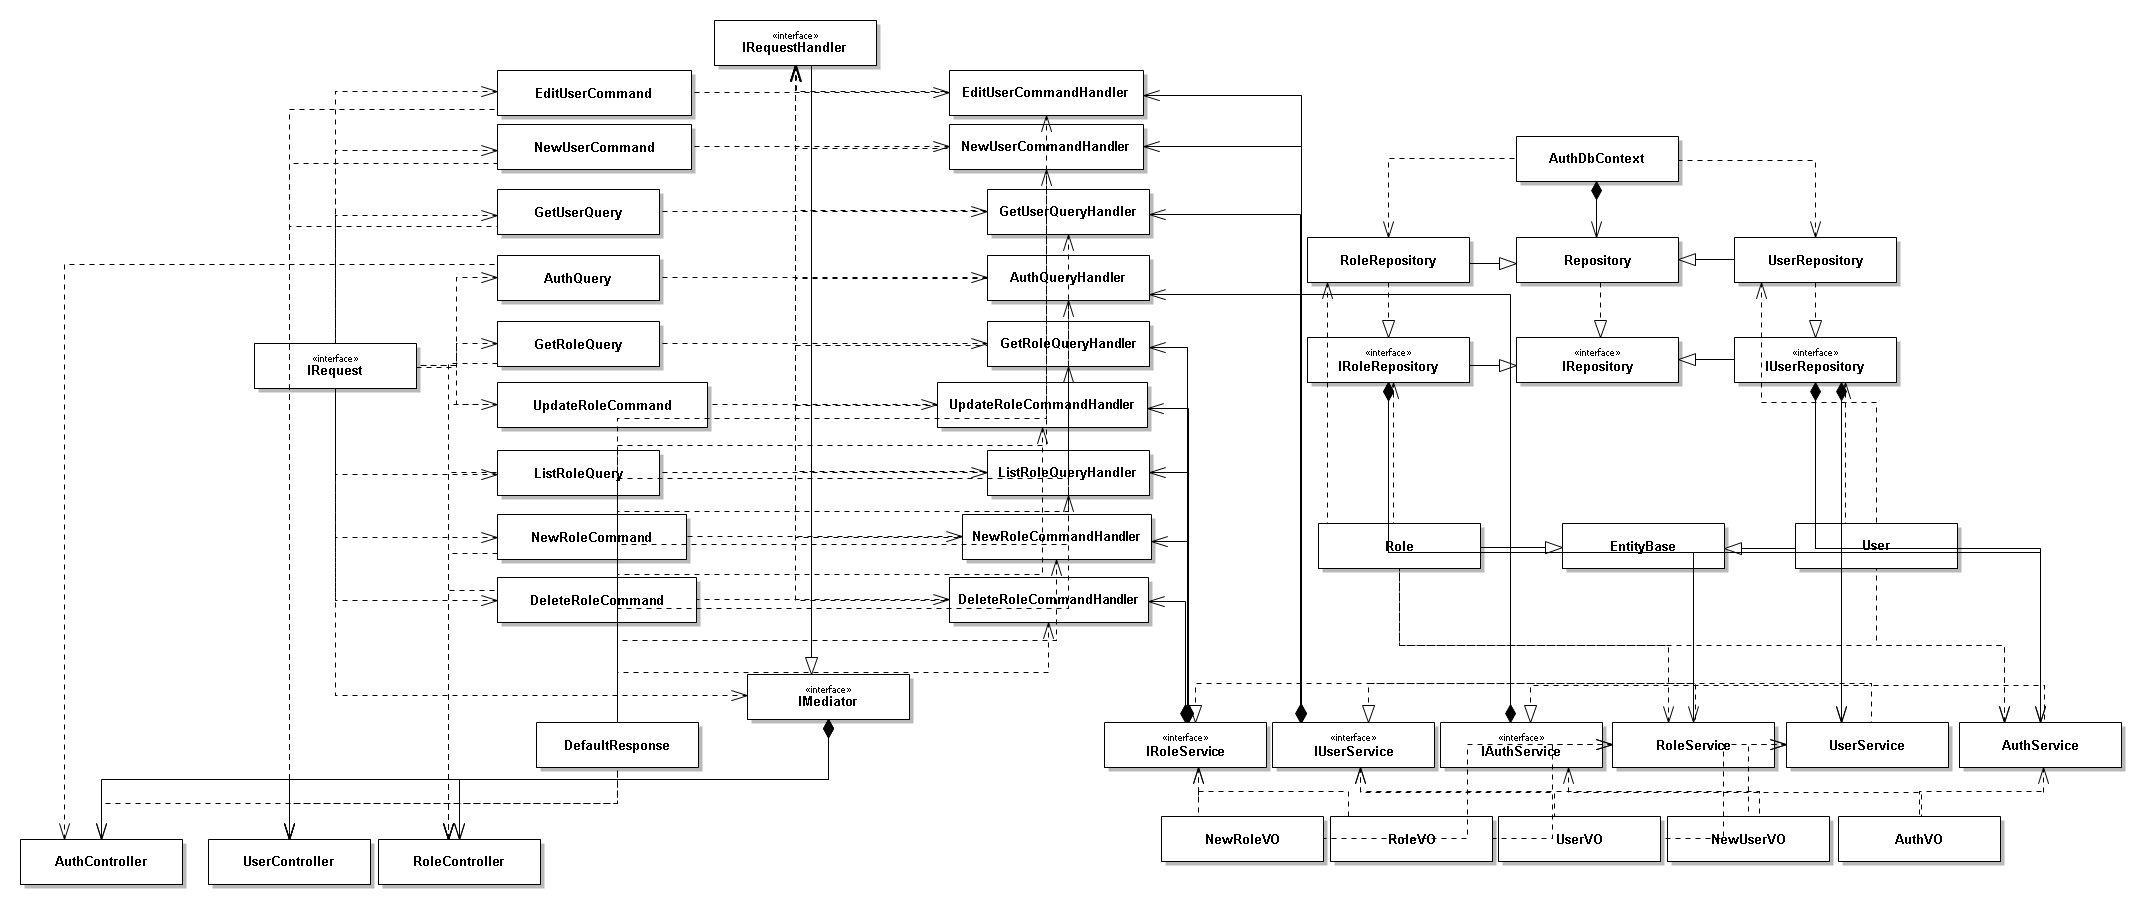 «interface»
IRequestHandler
EditUserCommand
EditUserCommandHandler
NewUserCommand
NewUserCommandHandler
AuthDbContext
GetUserQuery
GetUserQueryHandler
RoleRepository
Repository
UserRepository
AuthQuery
AuthQueryHandler
GetRoleQuery
GetRoleQueryHandler
«interface»
IRequest
«interface»
IRoleRepository
«interface»
IRepository
«interface»
IUserRepository
UpdateRoleCommand
UpdateRoleCommandHandler
ListRoleQuery
ListRoleQueryHandler
NewRoleCommand
NewRoleCommandHandler
Role
EntityBase
User
DeleteRoleCommand
DeleteRoleCommandHandler
«interface»
IMediator
DefaultResponse
«interface»
IRoleService
«interface»
IUserService
«interface»
IAuthService
RoleService
UserService
AuthService
NewRoleVO
RoleVO
UserVO
NewUserVO
AuthVO
AuthController
UserController
RoleController